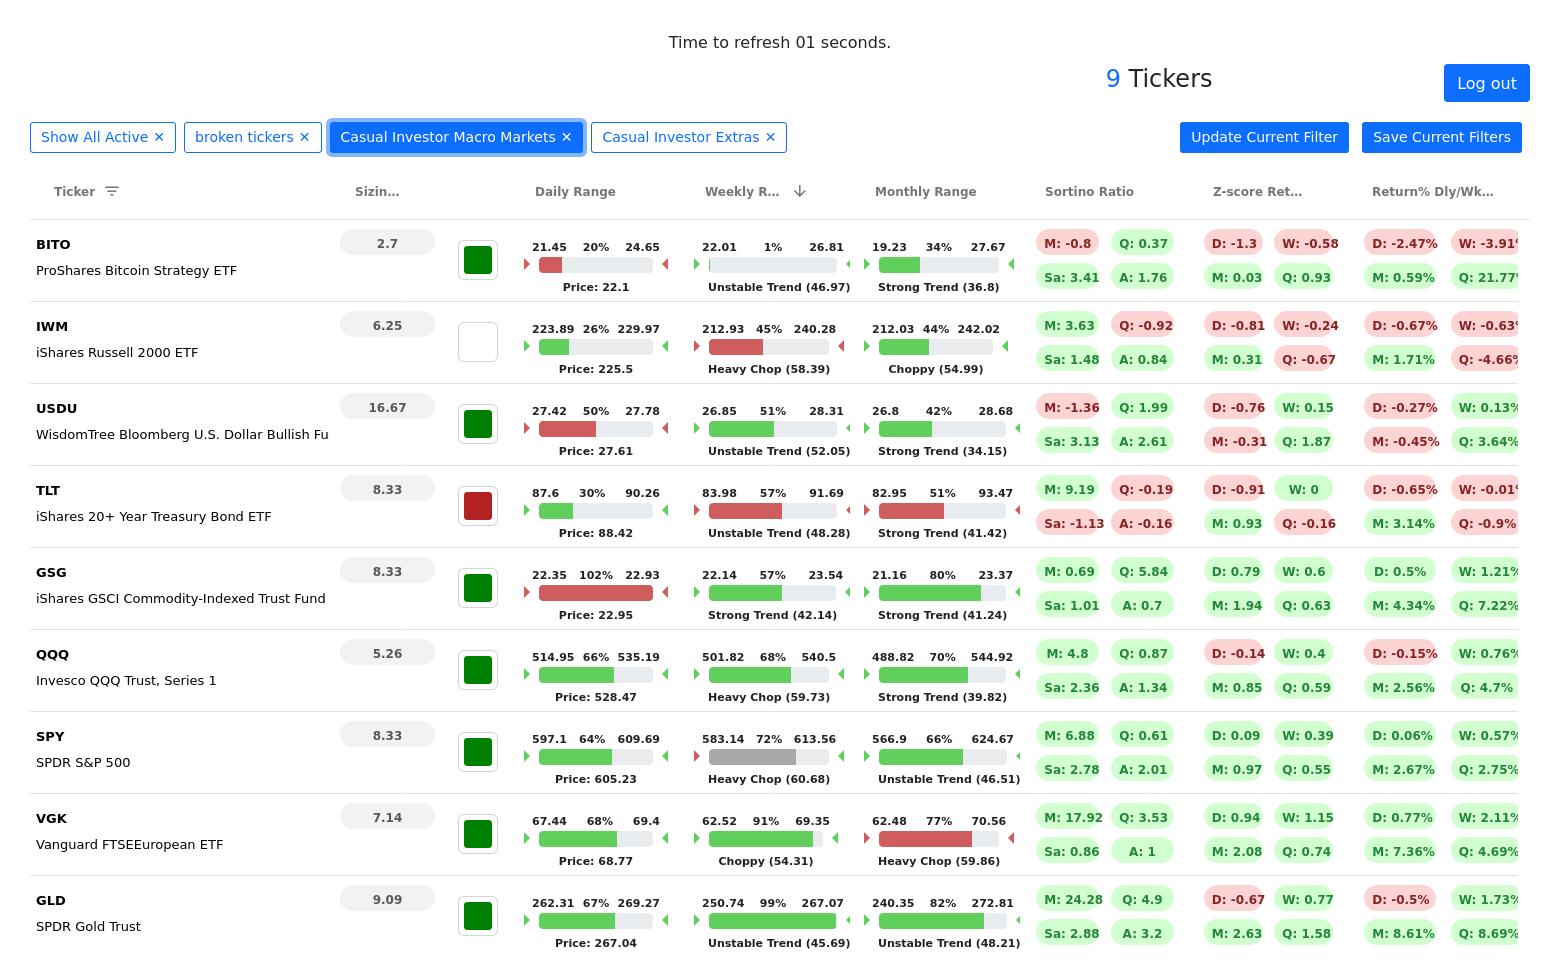 Time to refresh 01 seconds.
9 Tickers
Log out
Show All Active ✕ broken tickers ✕ Casual Investor Macro Markets ✕ Casual Investor Extras ✕ Update Current Filter Save Current Filters
Ticker Sizin... Daily Range Weekly R... Monthly Range Sortino Ratio Z-score Ret... Return% Dly/Wk...
BITO 2.7 21.45 20% 24.65 22.01 1% 26.81 19.23 34% 27.67 M: -0.8 Q: 0.37 D: -1.3 W: -0.58 D: -2.47% W: -3.91%
ProShares Bitcoin Strategy ETF Price: 22.1 Unstable Trend (46.97) Strong Trend (36.8) Sa: 3.41 A: 1.76 M: 0.03 Q: 0.93 M: 0.59% Q: 21.77%
IWM 6.25 223.89 26% 229.97 212.93 45% 240.28 212.03 44% 242.02 M: 3.63 Q: -0.92 D: -0.81 W: -0.24 D: -0.67% W: -0.63%
iShares Russell 2000 ETF Price: 225.5 Heavy Chop (58.39) Choppy (54.99) Sa: 1.48 A: 0.84 M: 0.31 Q: -0.67 M: 1.71% Q: -4.66%
USDU 16.67 27.42 50% 27.78 26.85 51% 28.31 26.8 42% 28.68 M: -1.36 Q: 1.99 D: -0.76 W: 0.15 D: -0.27% W: 0.13%
WisdomTree Bloomberg U.S. Dollar Bullish Fu Price: 27.61 Unstable Trend (52.05) Strong Trend (34.15) Sa: 3.13 A: 2.61 M: -0.31 Q: 1.87 M: -0.45% Q: 3.64%
TLT 8.33 87.6 30% 90.26 83.98 57% 91.69 82.95 51% 93.47 M: 9.19 Q: -0.19 D: -0.91 W: 0 D: -0.65% W: -0.01%
iShares 20+ Year Treasury Bond ETF Price: 88.42 Unstable Trend (48.28) Strong Trend (41.42) Sa: -1.13 A: -0.16 M: 0.93 Q: -0.16 M: 3.14% Q: -0.9%
GSG 8.33 22.35 102% 22.93 22.14 57% 23.54 21.16 80% 23.37 M: 0.69 Q: 5.84 D: 0.79 W: 0.6 D: 0.5% W: 1.21%
iShares GSCI Commodity-Indexed Trust Fund Price: 22.95 Strong Trend (42.14) Strong Trend (41.24) Sa: 1.01 A: 0.7 M: 1.94 Q: 0.63 M: 4.34% Q: 7.22%
QQQ 5.26 514.95 66% 535.19 501.82 68% 540.5 488.82 70% 544.92 M: 4.8 Q: 0.87 D: -0.14 W: 0.4 D: -0.15% W: 0.76%
Invesco QQQ Trust, Series 1 Price: 528.47 Heavy Chop (59.73) Strong Trend (39.82) Sa: 2.36 A: 1.34 M: 0.85 Q: 0.59 M: 2.56% Q: 4.7%
SPY 8.33 597.1 64% 609.69 583.14 72% 613.56 566.9 66% 624.67 M: 6.88 Q: 0.61 D: 0.09 W: 0.39 D: 0.06% W: 0.57%
SPDR S&P 500 Price: 605.23 Heavy Chop (60.68) Unstable Trend (46.51) Sa: 2.78 A: 2.01 M: 0.97 Q: 0.55 M: 2.67% Q: 2.75%
VGK 7.14 67.44 68% 69.4 62.52 91% 69.35 62.48 77% 70.56 M: 17.92 Q: 3.53 D: 0.94 W: 1.15 D: 0.77% W: 2.11%
Vanguard FTSEEuropean ETF Price: 68.77 Choppy (54.31) Heavy Chop (59.86) Sa: 0.86 A: 1 M: 2.08 Q: 0.74 M: 7.36% Q: 4.69%
GLD 9.09 262.31 67% 269.27 250.74 99% 267.07 240.35 82% 272.81 M: 24.28 Q: 4.9 D: -0.67 W: 0.77 D: -0.5% W: 1.73%
SPDR Gold Trust Price: 267.04 Unstable Trend (45.69) Unstable Trend (48.21) Sa: 2.88 A: 3.2 M: 2.63 Q: 1.58 M: 8.61% Q: 8.69%